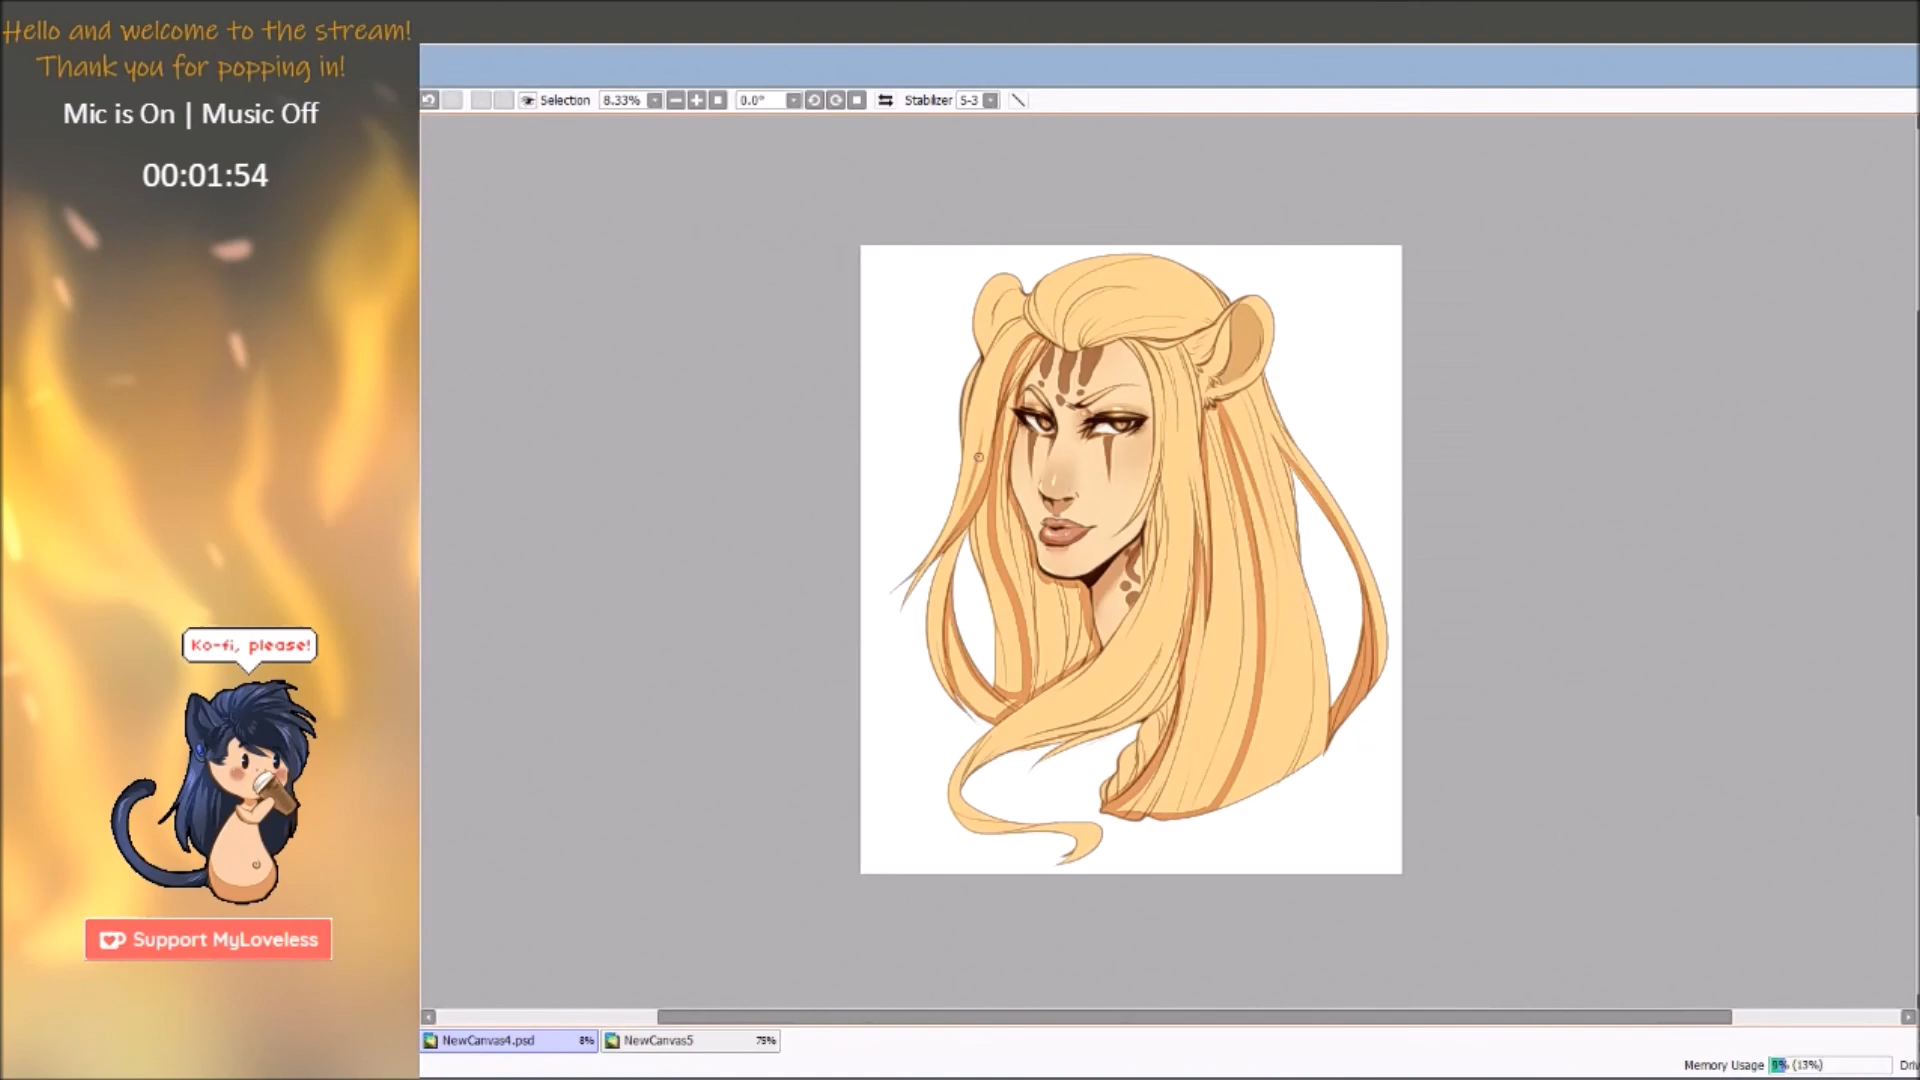 Hello and welcome to the stream!
Thank you for popping in!
Mic is On | Music Off
00:01:54
Selection 8.33% 0.0° Stabilizer S-3
Ko-fi, please!
Support MyLoveless
NewCanvas4.psd 8% NewCanvas5 75%
Memory Usage 9% (13%) Driv